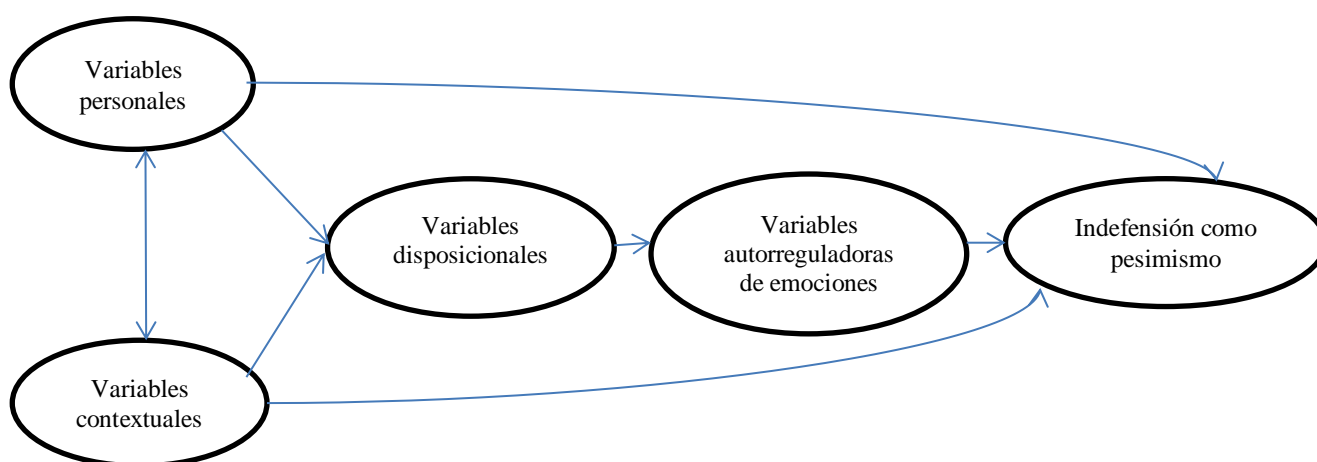 Variables
personales
Variables
disposicionales
Variables
autorreguladoras
de emociones
Indefensión como
pesimismo
Variables
contextuales